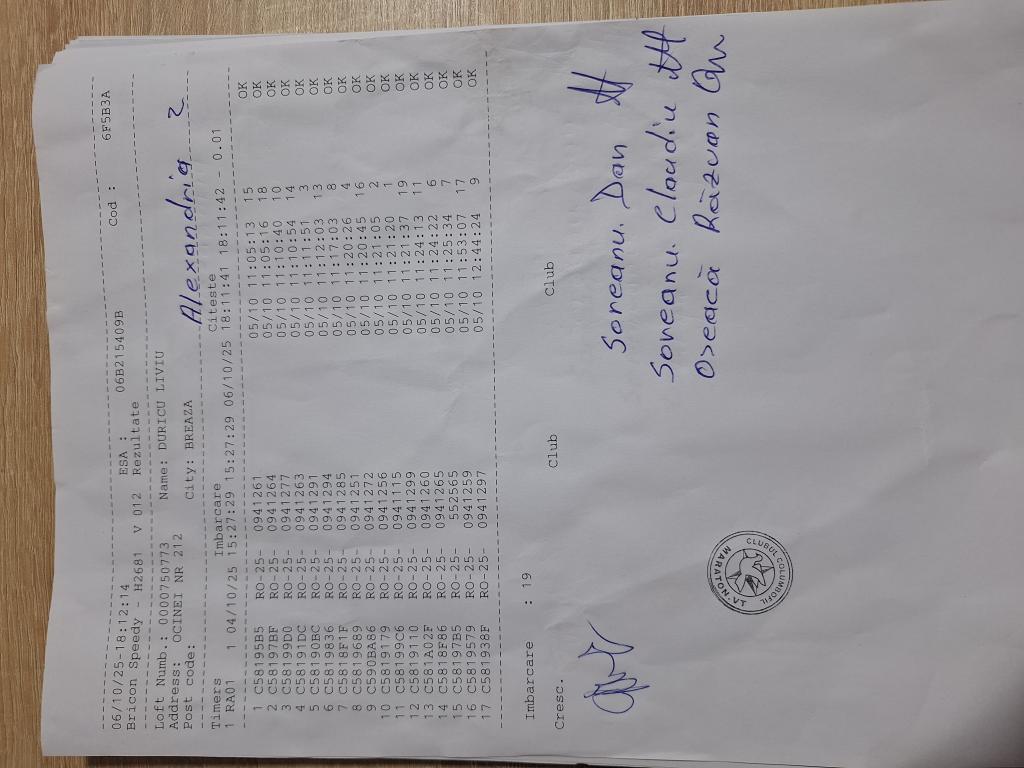 06/10/25-18:12:14 ESA : 06B215409B Cod : 6F5B3A
Bricon Speedy - H2681 V 012 Rezultate
Loft Numb.: 0000750773 Name: DURICU LIVIU
Address: OCINEI NR 212
Post code: City: BREAZA
Alexandria 2
Timers Imbarcare Citeste
1 RA01 1 04/10/25 15:27:29 15:27:29 06/10/25 18:11:41 18:11:42 - 0.01
1 C58195B5 RO-25- 0941261 05/10 11:05:13 15 OK
2 C58197BF RO-25- 0941264 05/10 11:05:16 18 OK
3 C58199D0 RO-25- 0941277 05/10 11:10:40 10 OK
4 C58191DC RO-25- 0941263 05/10 11:10:54 14 OK
5 C58190BC RO-25- 0941291 05/10 11:11:51 3 OK
6 C5819836 RO-25- 0941294 05/10 11:12:03 13 OK
7 C5818F1F RO-25- 0941285 05/10 11:17:03 8 OK
8 C5819689 RO-25- 0941251 05/10 11:20:26 4 OK
9 C590BA86 RO-25- 0941272 05/10 11:20:45 16 OK
10 C5819179 RO-25- 0941256 05/10 11:21:05 2 OK
11 C58199C6 RO-25- 0941115 05/10 11:21:20 1 OK
12 C5819110 RO-25- 0941299 05/10 11:21:37 19 OK
13 C581A02F RO-25- 0941260 05/10 11:24:13 11 OK
14 C5818F86 RO-25- 0941265 05/10 11:24:22 6 OK
15 C58197B5 RO-25- 552565 05/10 11:25:34 7 OK
16 C5819579 RO-25- 0941259 05/10 11:53:07 17 OK
17 C581938F RO-25- 0941297 05/10 12:44:24 9 OK
Imbarcare : 19
Cresc. Club Club
Soneanu. Dan
Soneanu. Claudiu
Oseacă Răzvan
CLUBUL COLUMBOFIL
MARATON VT